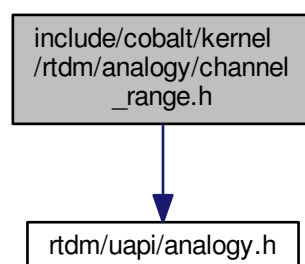 include/cobalt/kernel
/rtdm/analogy/channel
_range.h
rtdm/uapi/analogy.h